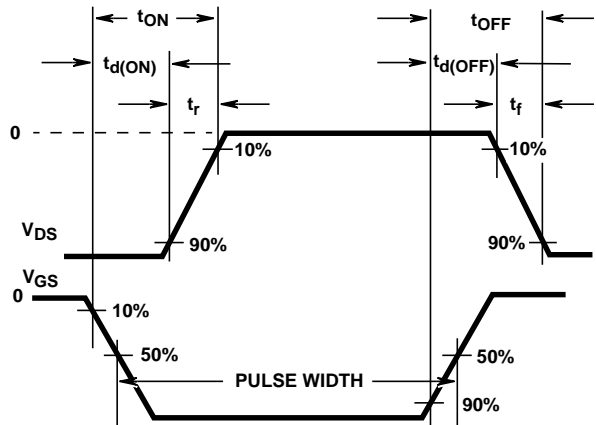 tON
tOFF
td(ON)
td(OFF)
tr
tf
0
10%
10%
VDS
90%
90%
VGS
0
10%
50%
50%
PULSE WIDTH
90%